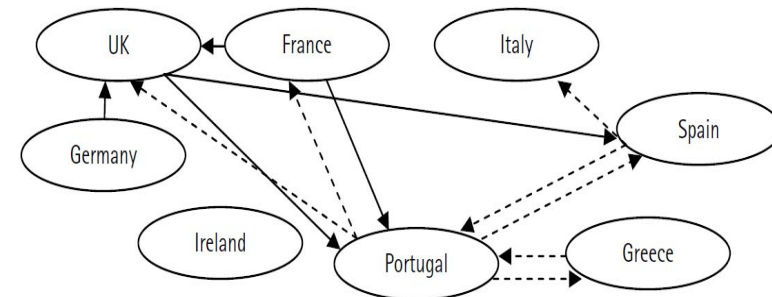 UK
France
Italy
Spain
Germany
Ireland
Portugal
Greece